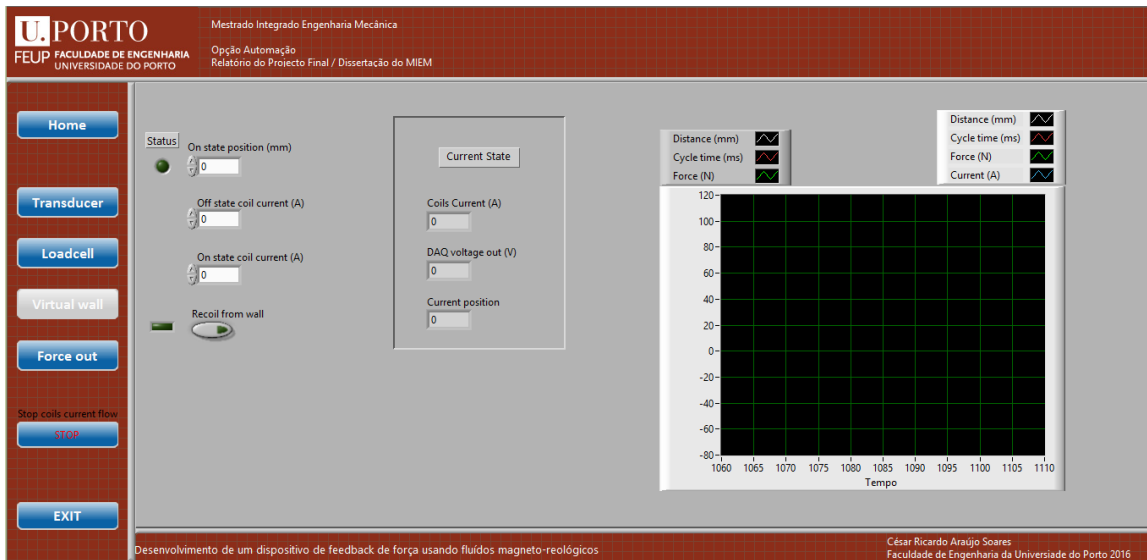 U. PORTO
FEUP FACULDADE DE ENGENHARIA
UNIVERSIDADE DO PORTO
Mestrado Integrado Engenharia Mecânica
Opção Automação
Relatório do Projecto Final / Dissertação do MIEM
Home
Transducer
Loadcell
Virtual wall
Force out
Stop coils current flow
STOP
EXIT
Status
On state position (mm)
0
Off state coil current (A)
0
On state coil current (A)
0
Recoil from wall
Current State
Coils Current (A)
0
DAQ voltage out (V)
0
Current position
0
Distance (mm)
Cycle time (ms)
Force (N)
Distance (mm)
Cycle time (ms)
Force (N)
Current (A)
120
100
80
60
40
20
0
-20
-40
-60
-80
1060 1065 1070 1075 1080 1085 1090 1095 1100 1105 1110
Tempo
Desenvolvimento de um dispositivo de feedback de força usando fluídos magneto-reológicos
César Ricardo Araújo Soares
Faculdade de Engenharia da Universiade do Porto 2016